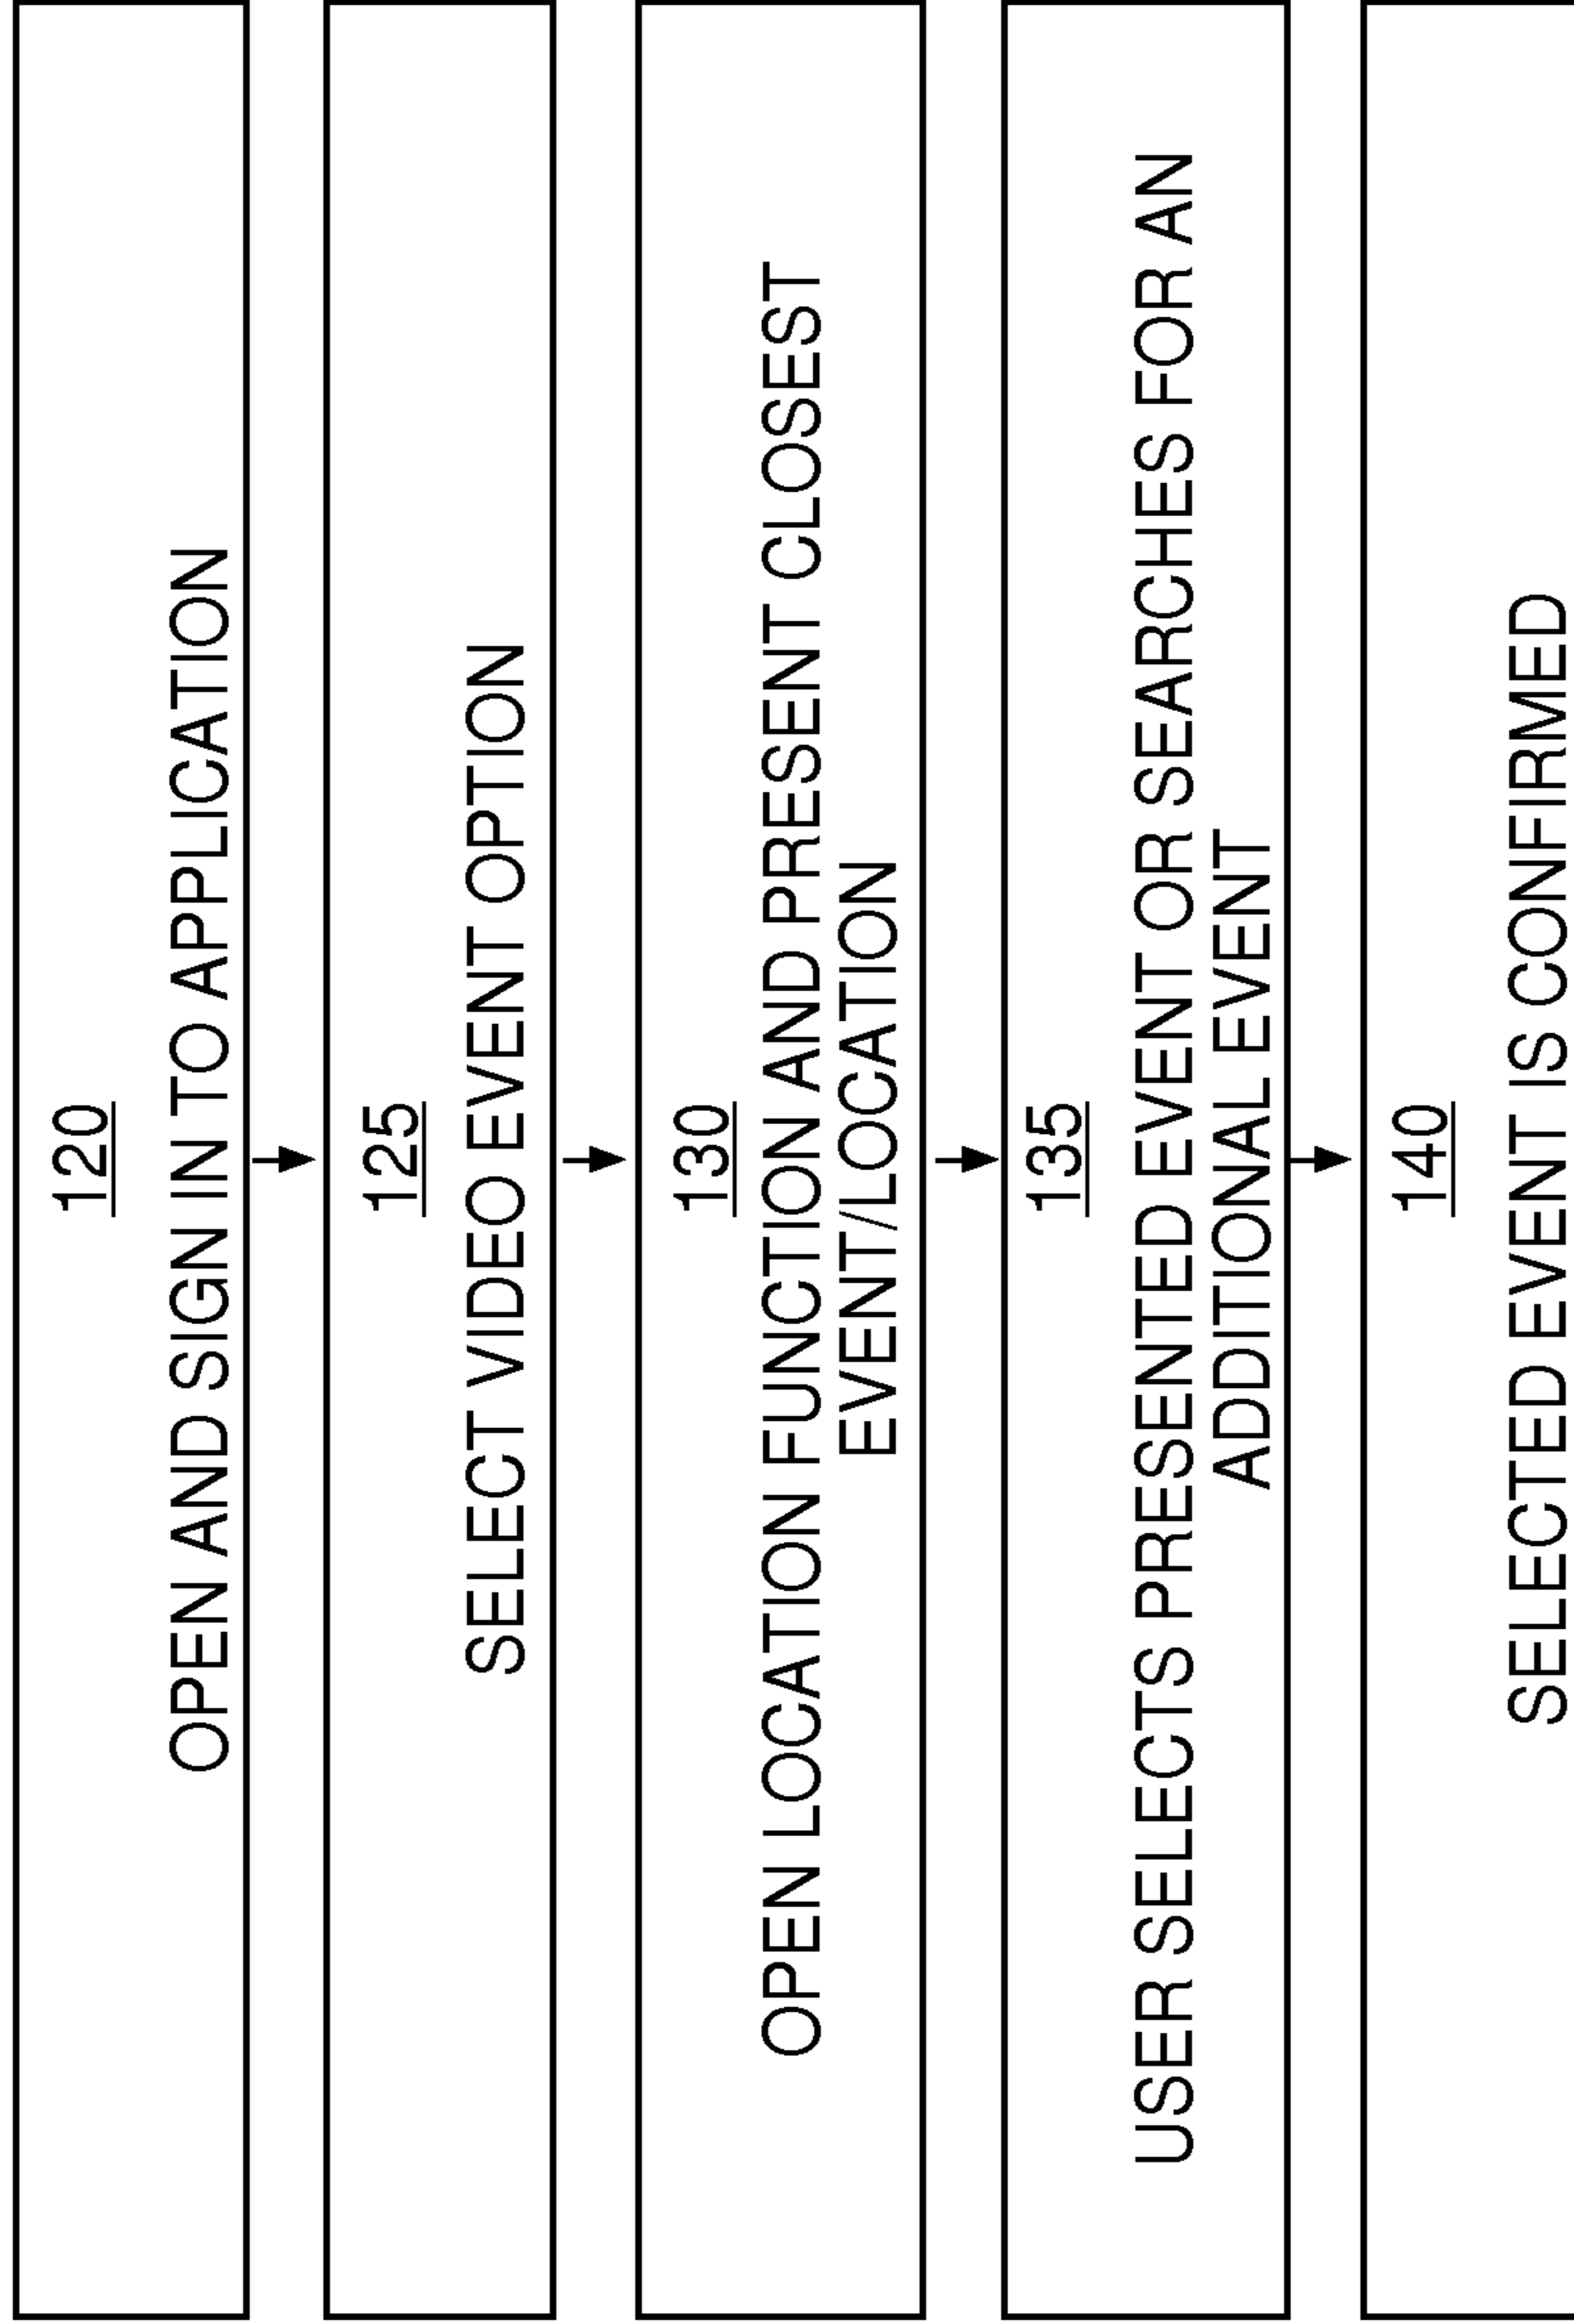 120
OPEN AND SIGN IN TO APPLICATION
125
SELECT VIDEO EVENT OPTION
130
OPEN LOCATION FUNCTION AND PRESENT CLOSEST
EVENT/LOCATION
135
USER SELECTS PRESENTED EVENT OR SEARCHES FOR AN
ADDITIONAL EVENT
140
SELECTED EVENT IS CONFIRMED